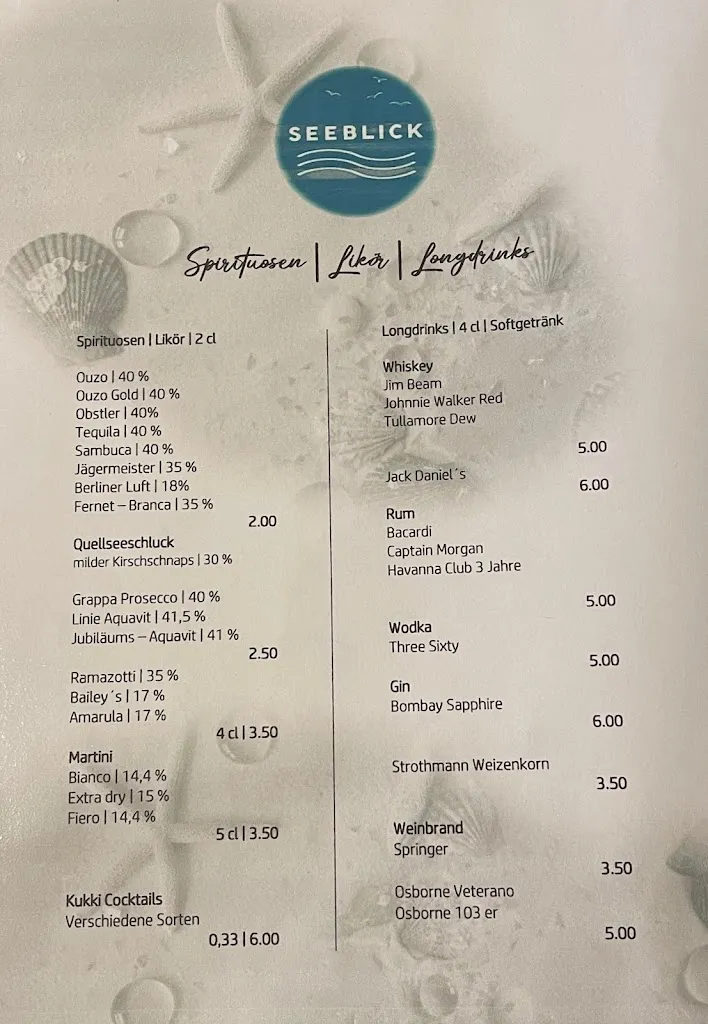 SEEBLICK
Spirituosen | Likör | Longdrinks
Spirituosen | Likör | 2 cl
Ouzo | 40 %
Ouzo Gold | 40 %
Obstler | 40%
Tequila | 40 %
Sambuca | 40 %
Jägermeister | 35 %
Berliner Luft | 18%
Fernet – Branca | 35 %
2.00
Quellseeschluck
milder Kirschschnaps | 30 %
Grappa Prosecco | 40 %
Linie Aquavit | 41,5 %
Jubiläums – Aquavit | 41 %
2.50
Ramazotti | 35 %
Bailey´s | 17 %
Amarula | 17 %
4 cl | 3.50
Martini
Bianco | 14,4 %
Extra dry | 15 %
Fiero | 14,4 %
5 cl | 3.50
Kukki Cocktails
Verschiedene Sorten
0,33 | 6.00
Longdrinks | 4 cl | Softgetränk
Whiskey
Jim Beam
Johnnie Walker Red
Tullamore Dew
5.00
Jack Daniel´s
6.00
Rum
Bacardi
Captain Morgan
Havanna Club 3 Jahre
5.00
Wodka
Three Sixty
5.00
Gin
Bombay Sapphire
6.00
Strothmann Weizenkorn
3.50
Weinbrand
Springer
3.50
Osborne Veterano
Osborne 103 er
5.00